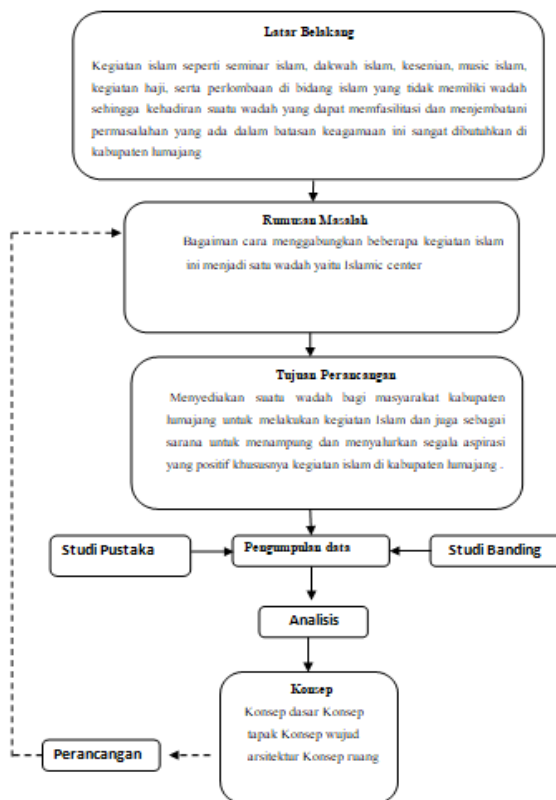 Latar Belakang
Kegiatan islam seperti seminar islam, dakwah islam, kesenian, music islam,
kegiatan haji, serta perlombaan di bidang islam yang tidak memiliki wadah
sehingga kehadiran suatu wadah yang dapat memfasilitasi dan menjembatani
permasalahan yang ada dalam batasan keagamaan ini sangat dibutuhkan di
kabupaten lumajang
Rumusan Masalah
Bagaiman cara menggabungkan beberapa kegiatan islam
ini menjadi satu wadah yaitu Islamic center
Tujuan Perancangan
Menyediakan suatu wadah bagi masyarakat kabupaten
lumajang untuk melakukan kegiatan Islam dan juga sebagai
sarana untuk menampung dan menyalurkan segala aspirasi
yang positif khususnya kegiatan islam di kabupaten lumajang .
Studi Pustaka
Pengumpulan data
Studi Banding
Analisis
Konsep
Konsep dasar Konsep
tapak Konsep wujud
arsitektur Konsep ruang
Perancangan